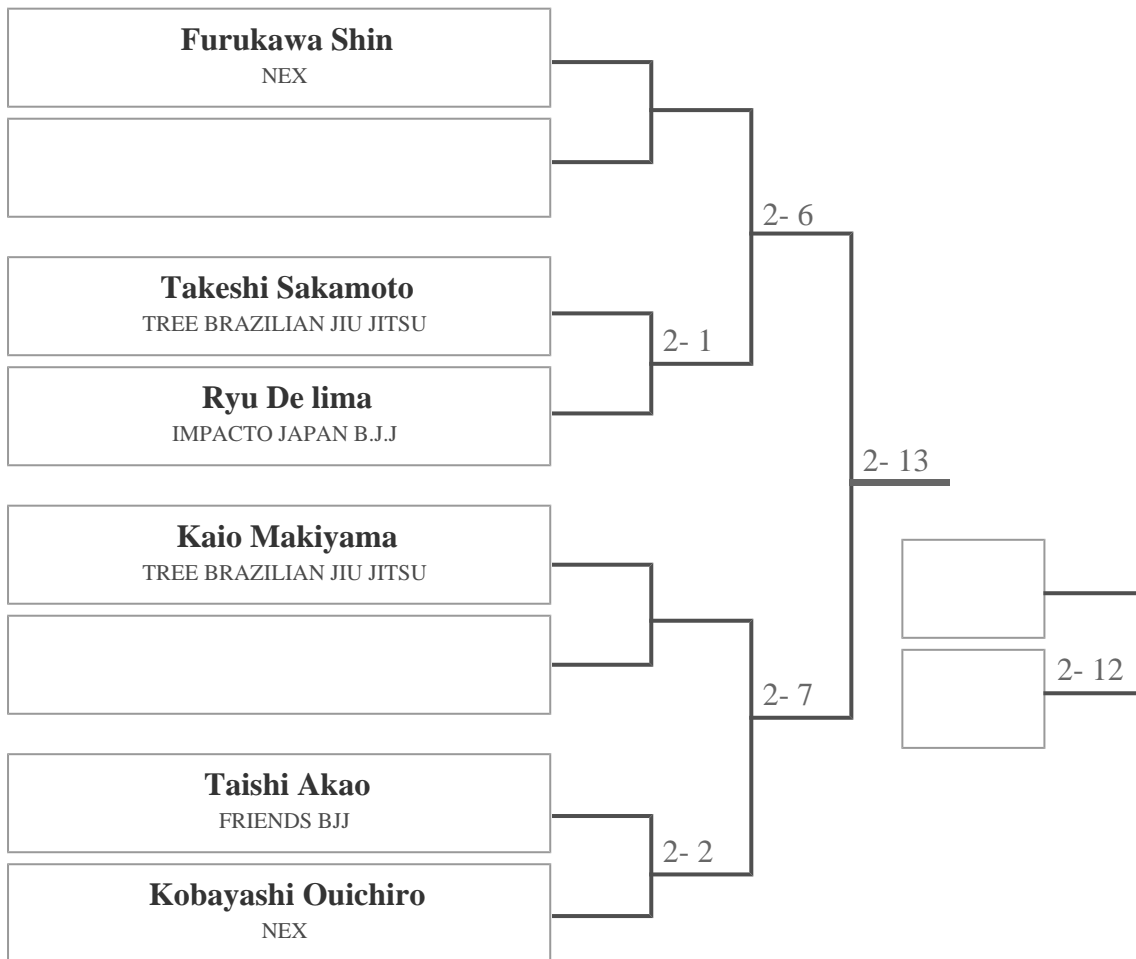 Furukawa Shin
NEX
2- 6
Takeshi Sakamoto
TREE BRAZILIAN JIU JITSU
2- 1
Ryu De lima
IMPACTO JAPAN B.J.J
2- 13
Kaio Makiyama
TREE BRAZILIAN JIU JITSU
2- 12
2- 7
Taishi Akao
FRIENDS BJJ
2- 2
Kobayashi Ouichiro
NEX